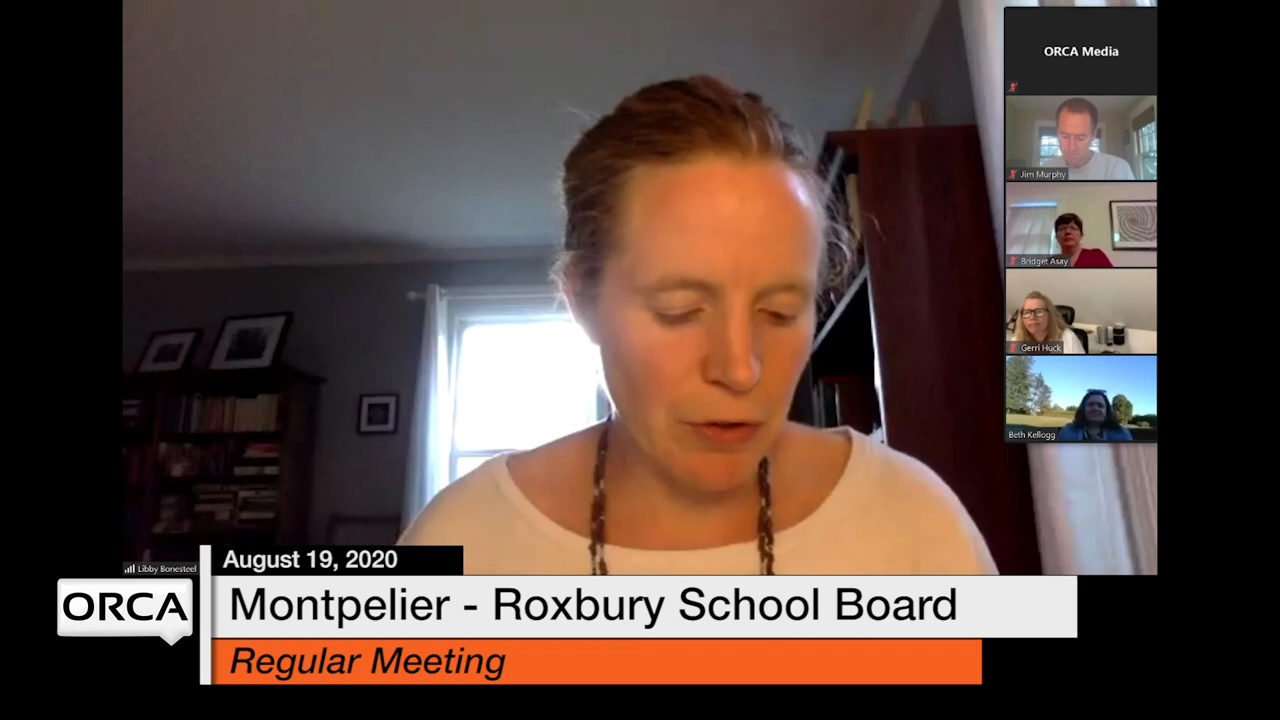 ORCA Media
Jim Murphy
Bridget Asay
Gerri Huck
Beth Kellogg
Libby Bonesteel
August 19, 2020
ORCA
Montpelier - Roxbury School Board
Regular Meeting